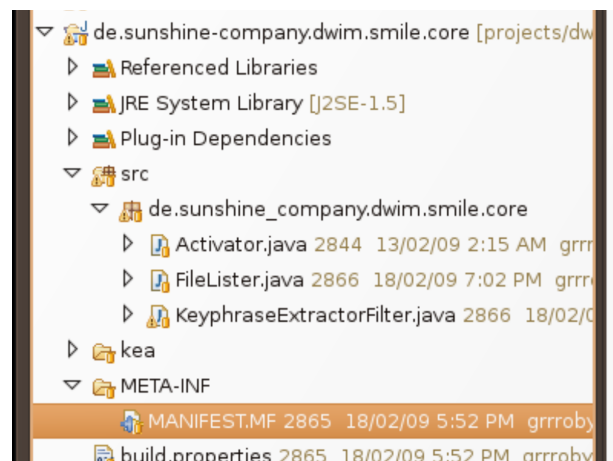 de.sunshine-company.dwim.smile.core [projects/dw
Referenced Libraries
JRE System Library [J2SE-1.5]
Plug-in Dependencies
src
de.sunshine_company.dwim.smile.core
Activator.java 2844 13/02/09 2:15 AM grrr
FileLister.java 2866 18/02/09 7:02 PM grrr
KeyphraseExtractorFilter.java 2866 18/02/0
kea
META-INF
MANIFEST.MF 2865 18/02/09 5:52 PM grrroby
build.properties 2865 18/02/09 5:52 PM grrroby